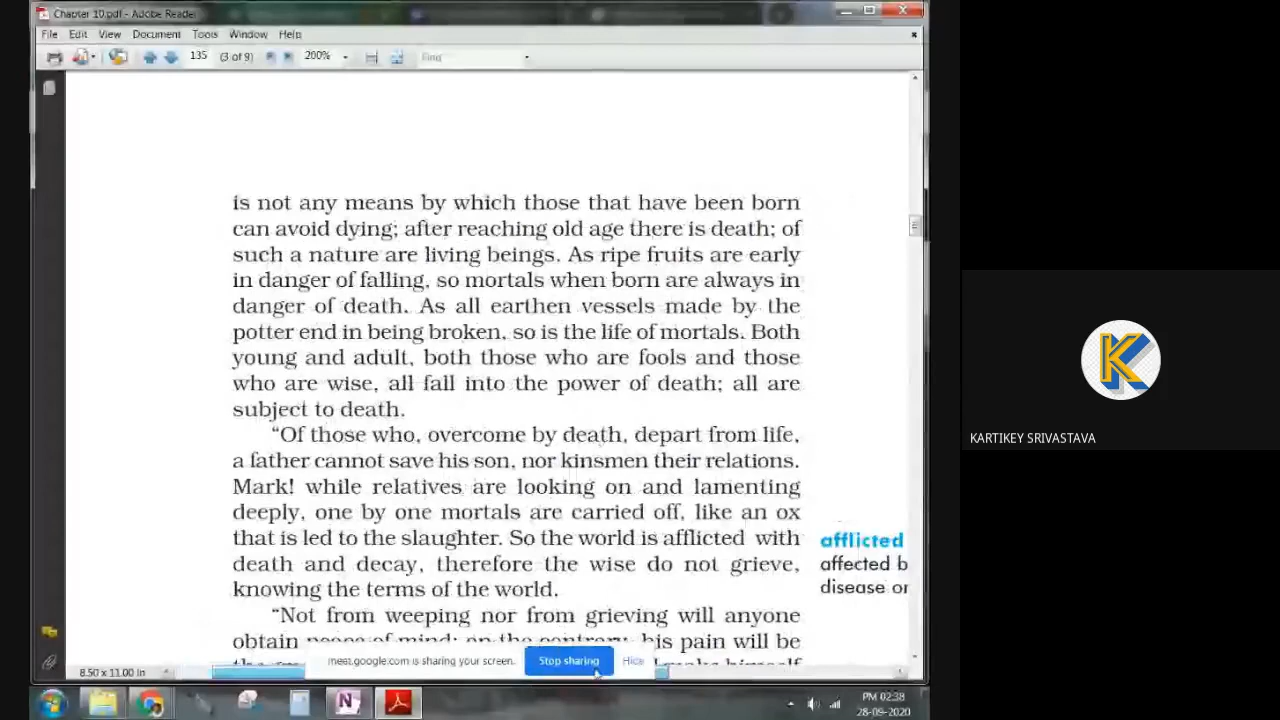 Chapter 10.pdf - Adobe Reader
File Edit View Document Tools Window Help
135 (3 of 9) 200% Find
is not any means by which those that have been born
can avoid dying; after reaching old age there is death; of
such a nature are living beings. As ripe fruits are early
in danger of falling, so mortals when born are always in
danger of death. As all earthen vessels made by the
potter end in being broken, so is the life of mortals. Both
young and adult, both those who are fools and those
who are wise, all fall into the power of death; all are
subject to death.
“Of those who, overcome by death, depart from life,
a father cannot save his son, nor kinsmen their relations.
Mark! while relatives are looking on and lamenting
deeply, one by one mortals are carried off, like an ox
that is led to the slaughter. So the world is afflicted with
death and decay, therefore the wise do not grieve,
knowing the terms of the world.
“Not from weeping nor from grieving will anyone
obtain peace of mind; on the contrary, his pain will be
make himself
afflicted
affected b
disease or
meet.google.com is sharing your screen. Stop sharing Hide
8.50 x 11.00 in
PM 02:38
28-09-2020
KARTIKEY SRIVASTAVA